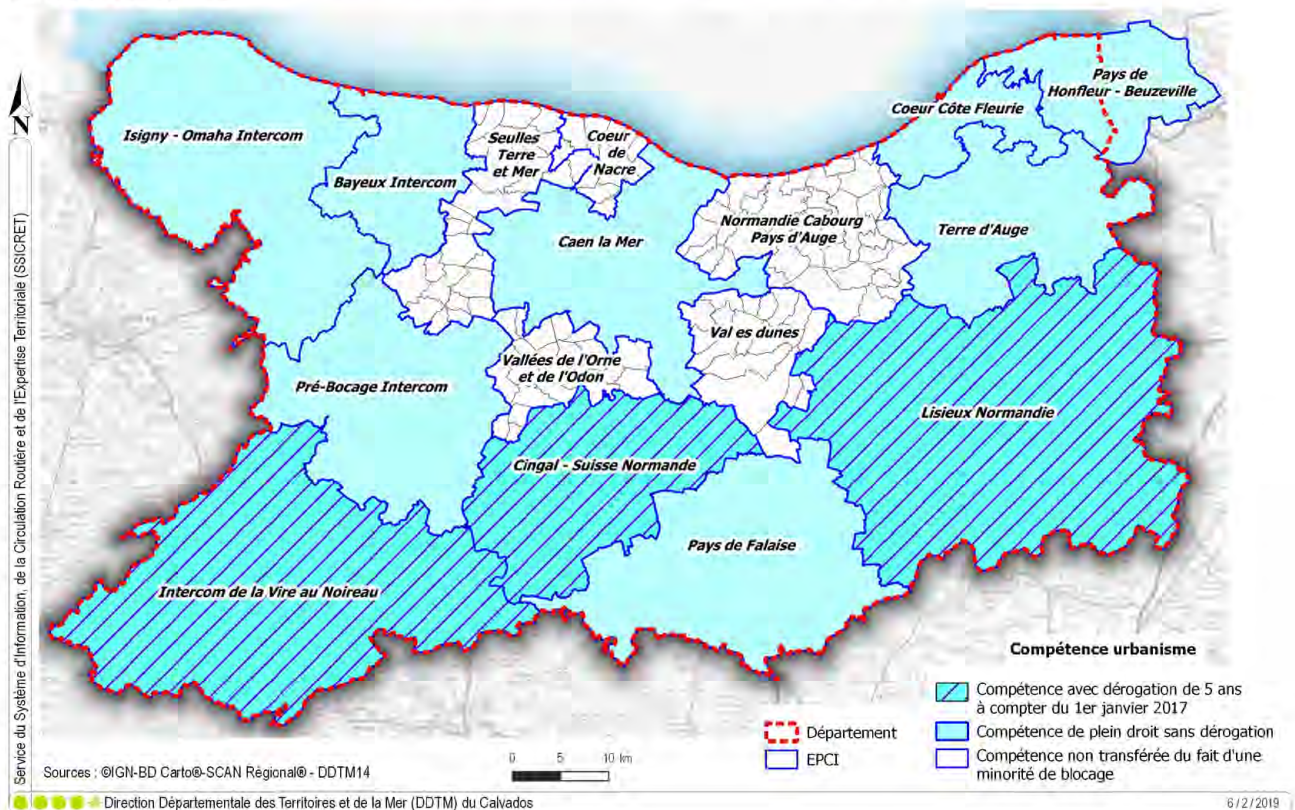 N
Service du Système d'Information, de la Circulation Routière et de l'Expertise Territoriale (SSICRET)
Isigny - Omaha Intercom
Bayeux Intercom
Seulles
Terre
et Mer
Coeur
de
Nacre
Caen la Mer
Normandie Cabourg
Pays d'Auge
Coeur Côte Fleurie
Pays de
Honfleur - Beuzeville
Terre d'Auge
Val es dunes
Vallées de l'Orne
et de l'Odon
Pré-Bocage Intercom
Lisieux Normandie
Cingal - Suisse Normande
Pays de Falaise
Intercom de la Vire au Noireau
Compétence urbanisme
Compétence avec dérogation de 5 ans
à compter du 1er janvier 2017
Département
Compétence de plein droit sans dérogation
EPCI
Compétence non transférée du fait d'une
minorité de blocage
0 5 10 km
Sources : ©IGN-BD Carto®-SCAN Régional® - DDTM14
Direction Départementale des Territoires et de la Mer (DDTM) du Calvados
6/2/2019